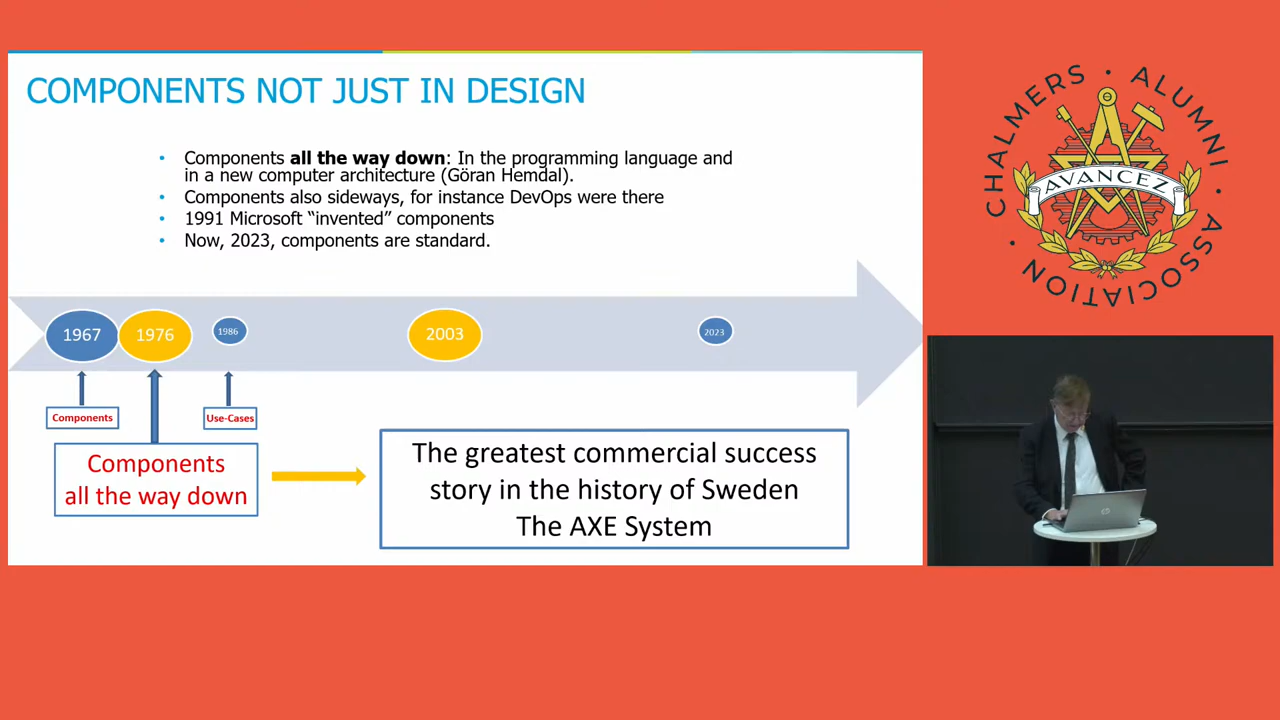 COMPONENTS NOT JUST IN DESIGN
• Components all the way down: In the programming language and
in a new computer architecture (Göran Hemdal).
• Components also sideways, for instance DevOps were there
• 1991 Microsoft “invented” components
• Now, 2023, components are standard.
1967
1976
1986
2003
2023
Components
Use-Cases
Components
all the way down
The greatest commercial success
story in the history of Sweden
The AXE System
CHALMERS • ALUMNI • ASSOCIATION •
AVANCEZ